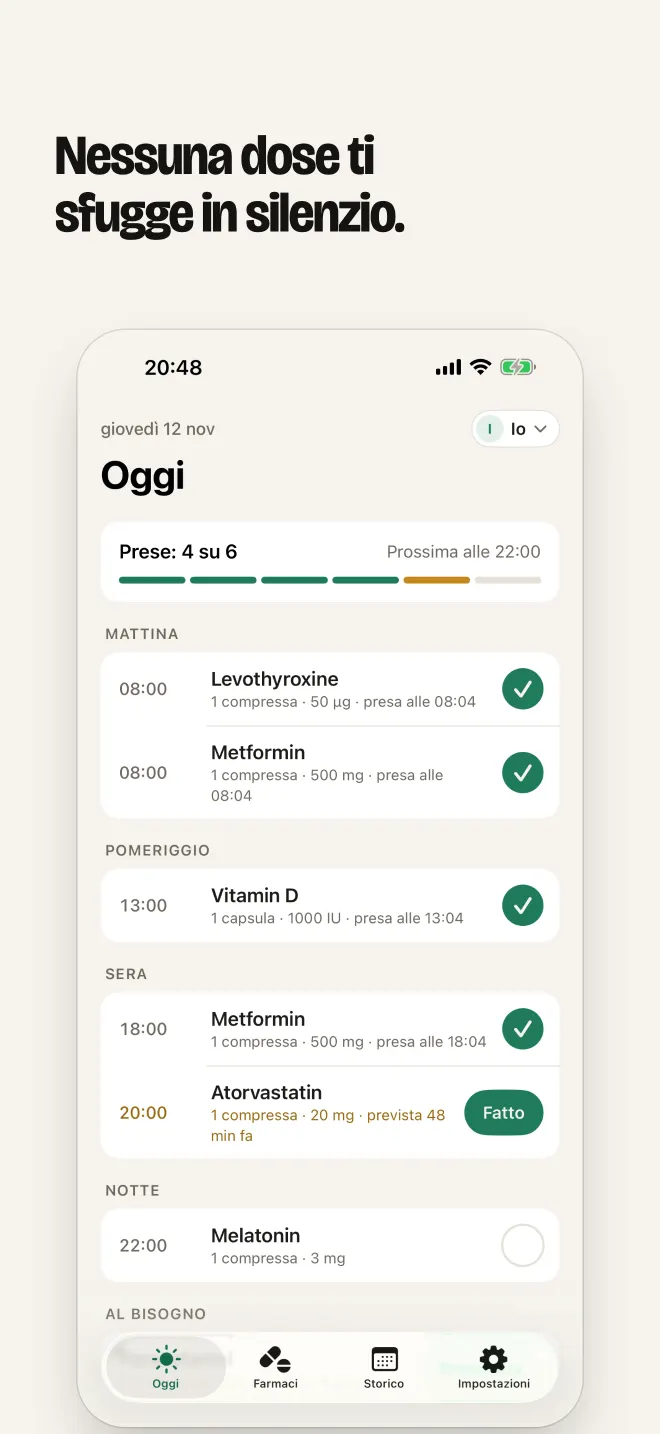 Nessuna dose ti
sfugge in silenzio.
20:48
giovedì 12 nov
I Io
Oggi
Prese: 4 su 6 Prossima alle 22:00
MATTINA
08:00 Levothyroxine
1 compressa · 50 µg · presa alle 08:04
08:00 Metformin
1 compressa · 500 mg · presa alle
08:04
POMERIGGIO
13:00 Vitamin D
1 capsula · 1000 IU · presa alle 13:04
SERA
18:00 Metformin
1 compressa · 500 mg · presa alle 18:04
20:00 Atorvastatin
1 compressa · 20 mg · prevista 48
min fa
Fatto
NOTTE
22:00 Melatonin
1 compressa · 3 mg
AL BISOGNO
Oggi Farmaci Storico Impostazioni